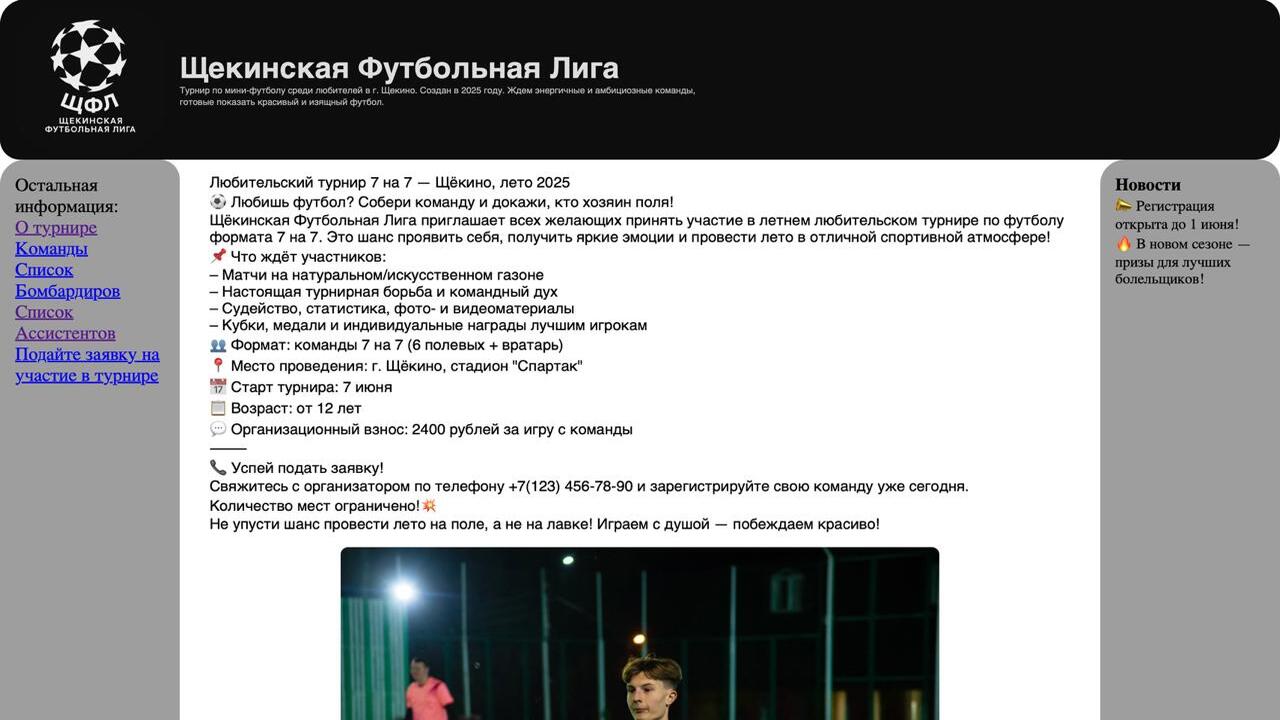 ЩФЛ
ЩЕКИНСКАЯ
ФУТБОЛЬНАЯ ЛИГА
Щекинская Футбольная Лига
Турнир по мини-футболу среди любителей в г. Щекино. Создан в 2025 году. Ждем энергичные и амбициозные команды,
готовые показать красивый и изящный футбол.
Остальная
информация:
О турнире
Команды
Список
Бомбардиров
Список
Ассистентов
Подайте заявку на
участие в турнире
Любительский турнир 7 на 7 — Щёкино, лето 2025
⚽ Любишь футбол? Собери команду и докажи, кто хозяин поля!
Щёкинская Футбольная Лига приглашает всех желающих принять участие в летнем любительском турнире по футболу
формата 7 на 7. Это шанс проявить себя, получить яркие эмоции и провести лето в отличной спортивной атмосфере!
📌 Что ждёт участников:
– Матчи на натуральном/искусственном газоне
– Настоящая турнирная борьба и командный дух
– Судейство, статистика, фото- и видеоматериалы
– Кубки, медали и индивидуальные награды лучшим игрокам
👥 Формат: команды 7 на 7 (6 полевых + вратарь)
📍 Место проведения: г. Щёкино, стадион "Спартак"
📅 Старт турнира: 7 июня
📋 Возраст: от 12 лет
💬 Организационный взнос: 2400 рублей за игру с команды
⸻
📞 Успей подать заявку!
Свяжитесь с организатором по телефону +7(123) 456-78-90 и зарегистрируйте свою команду уже сегодня.
Количество мест ограничено!💥
Не упусти шанс провести лето на поле, а не на лавке! Играем с душой — побеждаем красиво!
Новости
📣 Регистрация
открыта до 1 июня!
🔥 В новом сезоне —
призы для лучших
болельщиков!